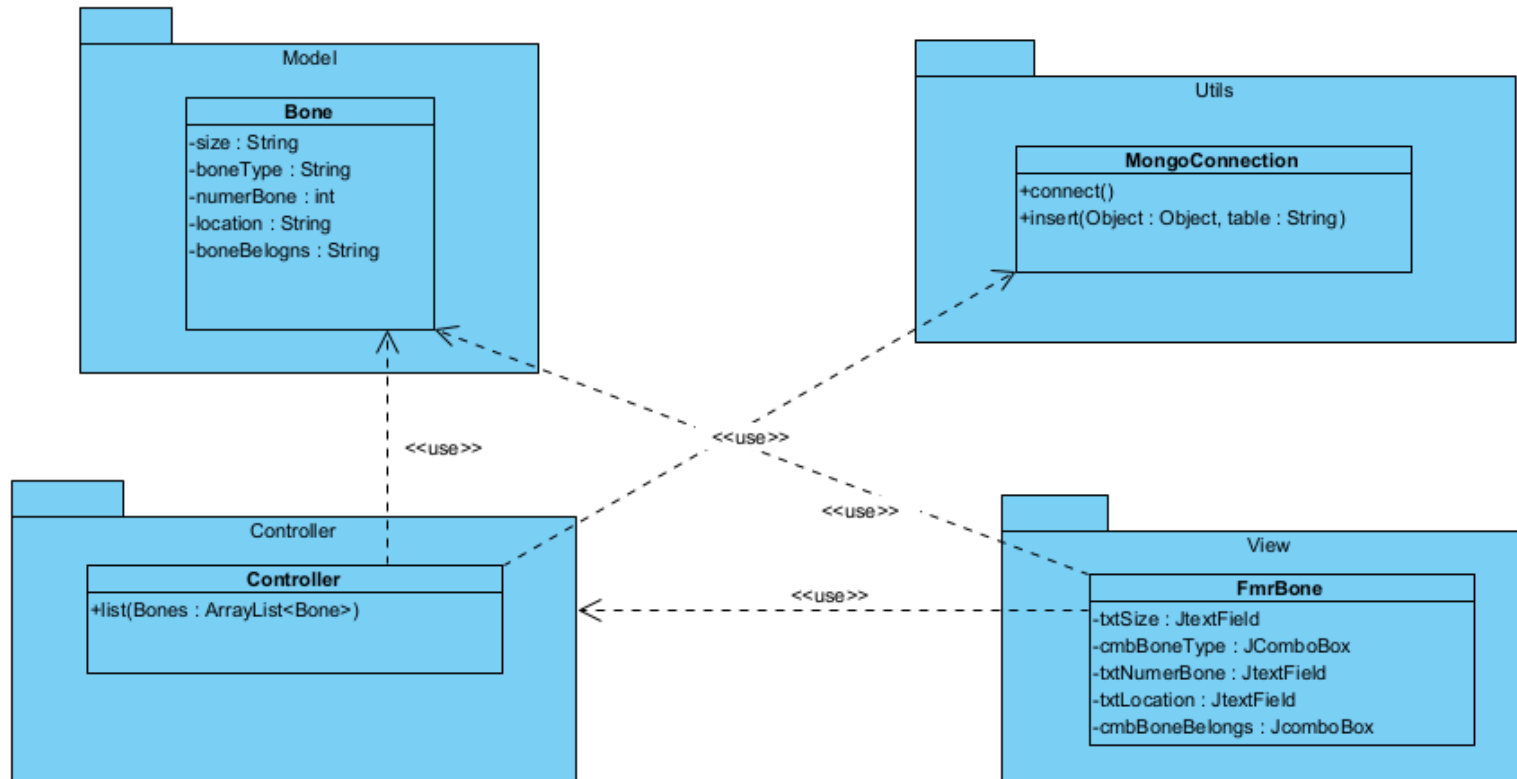 Model
Bone
-size : String
-boneType : String
-numerBone : int
-location : String
-boneBelogns : String
Utils
MongoConnection
+connect()
+insert(Object : Object, table : String)
<<use>>
<<use>>
<<use>>
<<use>>
Controller
Controller
+list(Bones : ArrayList<Bone>)
View
FmrBone
-txtSize : JtextField
-cmbBoneType : JComboBox
-txtNumerBone : JtextField
-txtLocation : JtextField
-cmbBoneBelongs : JcomboBox